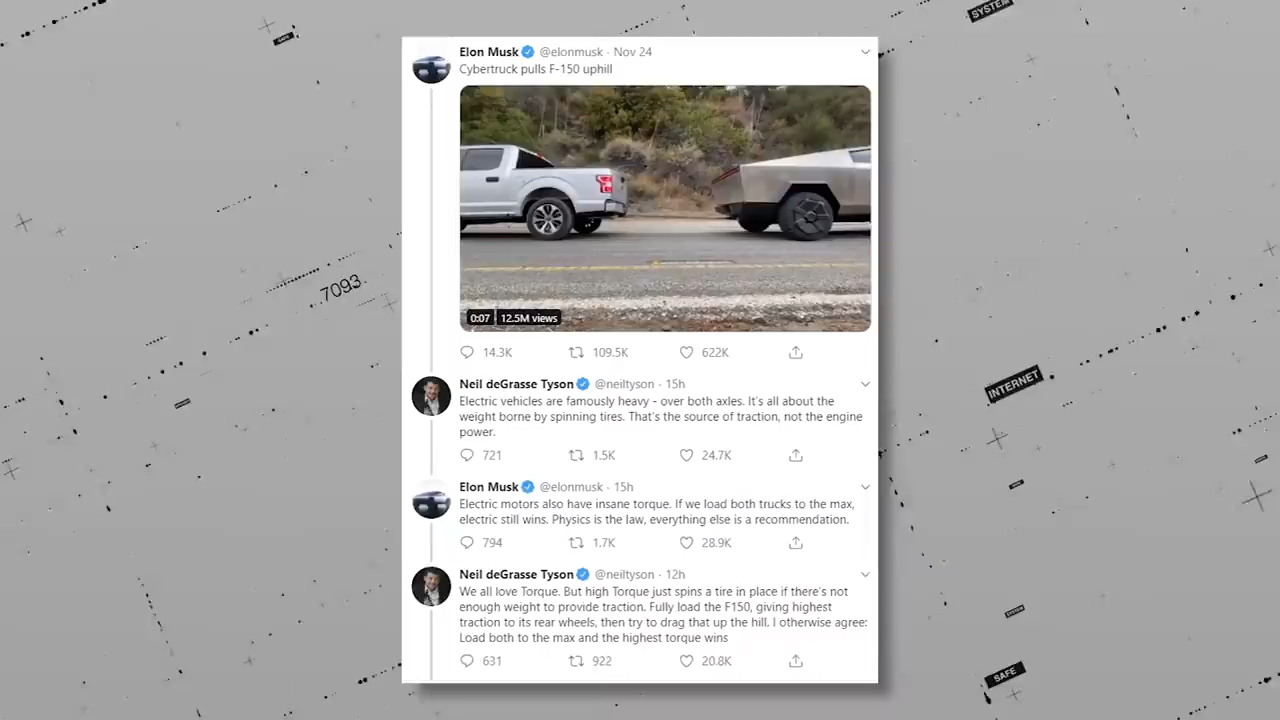 SYSTEM
SAFE
Elon Musk @elonmusk · Nov 24
Cybertruck pulls F-150 uphill
0:07 12.5M views
14.3K 109.5K 622K
7093
INTERNET
Neil deGrasse Tyson @neiltyson · 15h
Electric vehicles are famously heavy - over both axles. It's all about the
weight borne by spinning tires. That's the source of traction, not the engine
power.
721 1.5K 24.7K
Elon Musk @elonmusk · 15h
Electric motors also have insane torque. If we load both trucks to the max,
electric still wins. Physics is the law, everything else is a recommendation.
794 1.7K 28.9K
Neil deGrasse Tyson @neiltyson · 12h
We all love Torque. But high Torque just spins a tire in place if there's not
enough weight to provide traction. Fully load the F150, giving highest
traction to its rear wheels, then try to drag that up the hill. I otherwise agree:
Load both to the max and the highest torque wins
631 922 20.8K
SYSTEM
SAFE